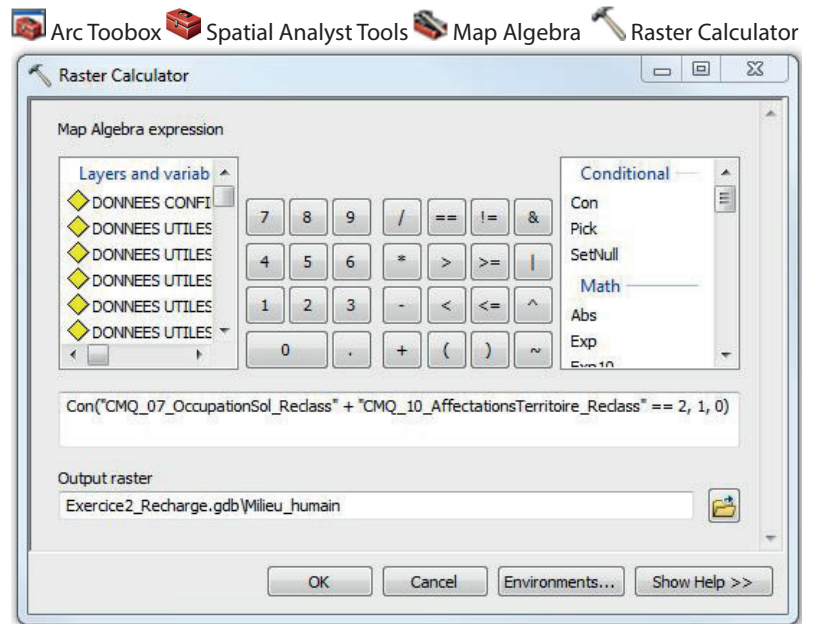 Arc Toobox Spatial Analyst Tools Map Algebra Raster Calculator
Raster Calculator
Map Algebra expression
Layers and variab
DONNEES CONFI
DONNEES UTILES
DONNEES UTILES
DONNEES UTILES
DONNEES UTILES
DONNEES UTILES
7 8 9 / == != &
4 5 6 * > >= |
1 2 3 - < <= ^
0 . + ( ) ~
Conditional
Con
Pick
SetNull
Math
Abs
Exp
Exp10
Con("CMQ_07_OccupationSol_Reclass" + "CMQ_10_AffectationsTerritoire_Reclass" == 2, 1, 0)
Output raster
Exercice2_Recharge.gdb\Milieu_humain
OK Cancel Environments... Show Help >>